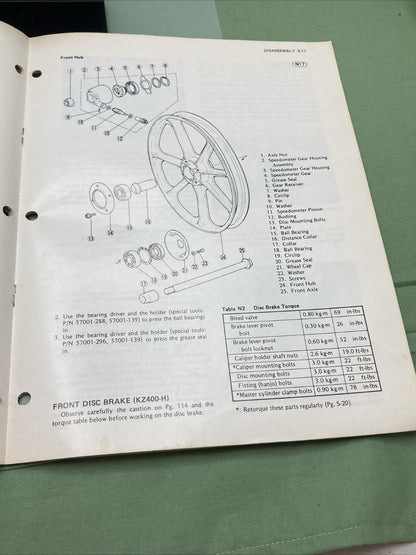 DISASSEMBLY S-11
Front Hub
N17
1. Axle Nut
2. Speedometer Gear Housing
Assembly
3. Speedometer Gear Housing
4. Speedometer Gear
5. Grease Seal
6. Gear Receiver
7. Washer
8. Circlip
9. Pin
10. Washer
11. Speedometer Pinion
12. Bushing
13. Disc Mounting Bolts
14. Plate
15. Ball Bearing
16. Distance Collar
17. Collar
18. Ball Bearing
19. Circlip
20. Grease Seal
21. Wheel Cap
22. Washer
23. Screws
24. Front Hub
25. Front Axle
2. Use the bearing driver and the holder (special tools:
P/N 57001-288, 57001-139) to press the ball bearings
in.
3. Use the bearing driver and the holder (special tools:
P/N 57001-296, 57001-139) to press the grease seal
in.
FRONT DISC BRAKE (KZ400-H)
Observe carefully the caution on Pg. 114 and the
torque table below before working on the disc brake.
Table N2 Disc Brake Torque
Bleed valve 0.80 kg-m 69 in-lbs
Brake lever pivot
bolt 0.30 kg-m 26 in-lbs
Brake lever pivot
bolt locknut 0.60 kg-m 52 in-lbs
Caliper holder shaft nuts 2.6 kg-m 19.0 ft-lbs
*Caliper mounting bolts 3.0 kg-m 22 ft-lbs
Disc mounting bolts 3.0 kg-m 22 ft-lbs
Fitting (banjo) bolts 3.0 kg-m 22 ft-lbs
*Master cylinder clamp bolts 0.90 kg-m 78 in-lbs
*: Retorque these parts regularly (Pg. S-20).